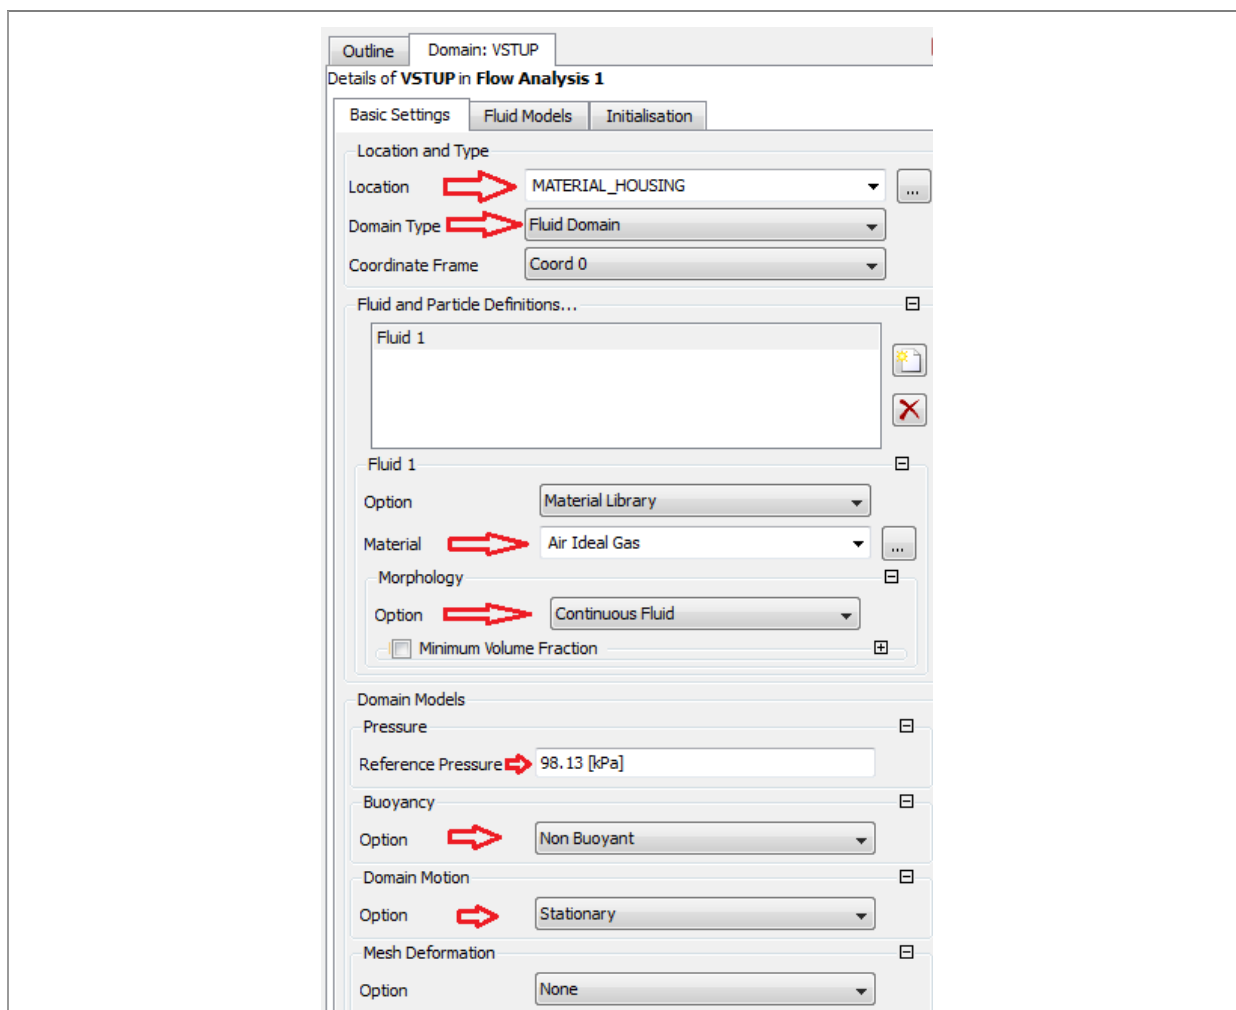 Outline Domain: VSTUP
Details of VSTUP in Flow Analysis 1
Basic Settings Fluid Models Initialisation
Location and Type
Location MATERIAL_HOUSING ...
Domain Type Fluid Domain
Coordinate Frame Coord 0
Fluid and Particle Definitions...
Fluid 1
Fluid 1
Option Material Library
Material Air Ideal Gas ...
Morphology
Option Continuous Fluid
Minimum Volume Fraction
Domain Models
Pressure
Reference Pressure 98.13 [kPa]
Buoyancy
Option Non Buoyant
Domain Motion
Option Stationary
Mesh Deformation
Option None